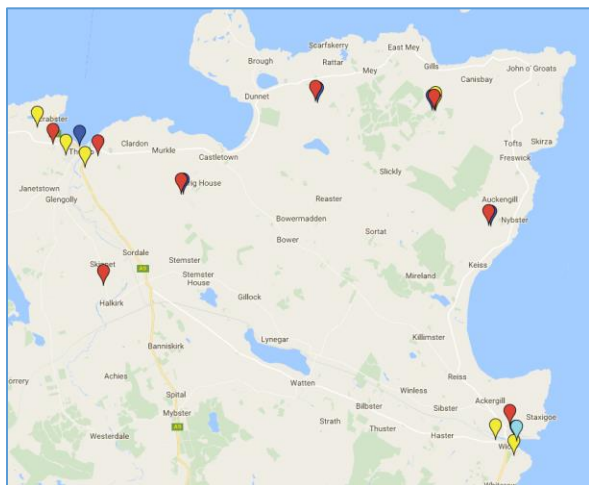 Scarfskerry
East Mey
Brough
Rattar
Gills
Mey
Canisbay
John o' Groats
Dunnet
Tofts
Skirza
Freswick
Clardon
Murkle
Castletown
Slickly
Janetstown
Glengolly
Reaster
Auckengill
Nybster
Bowermadden
Sortat
Bower
Sordale
Stemster
Keiss
A9
Stemster
House
Mireland
Gillock
Halkirk
Killimster
Lynegar
Banniskirk
Reiss
Achies
Watten
Winless
Ackergill
Spital
Bilbster
Sibster
Staxigoe
Mybster
Strath
Thuster
Haster
A9
Westerdale